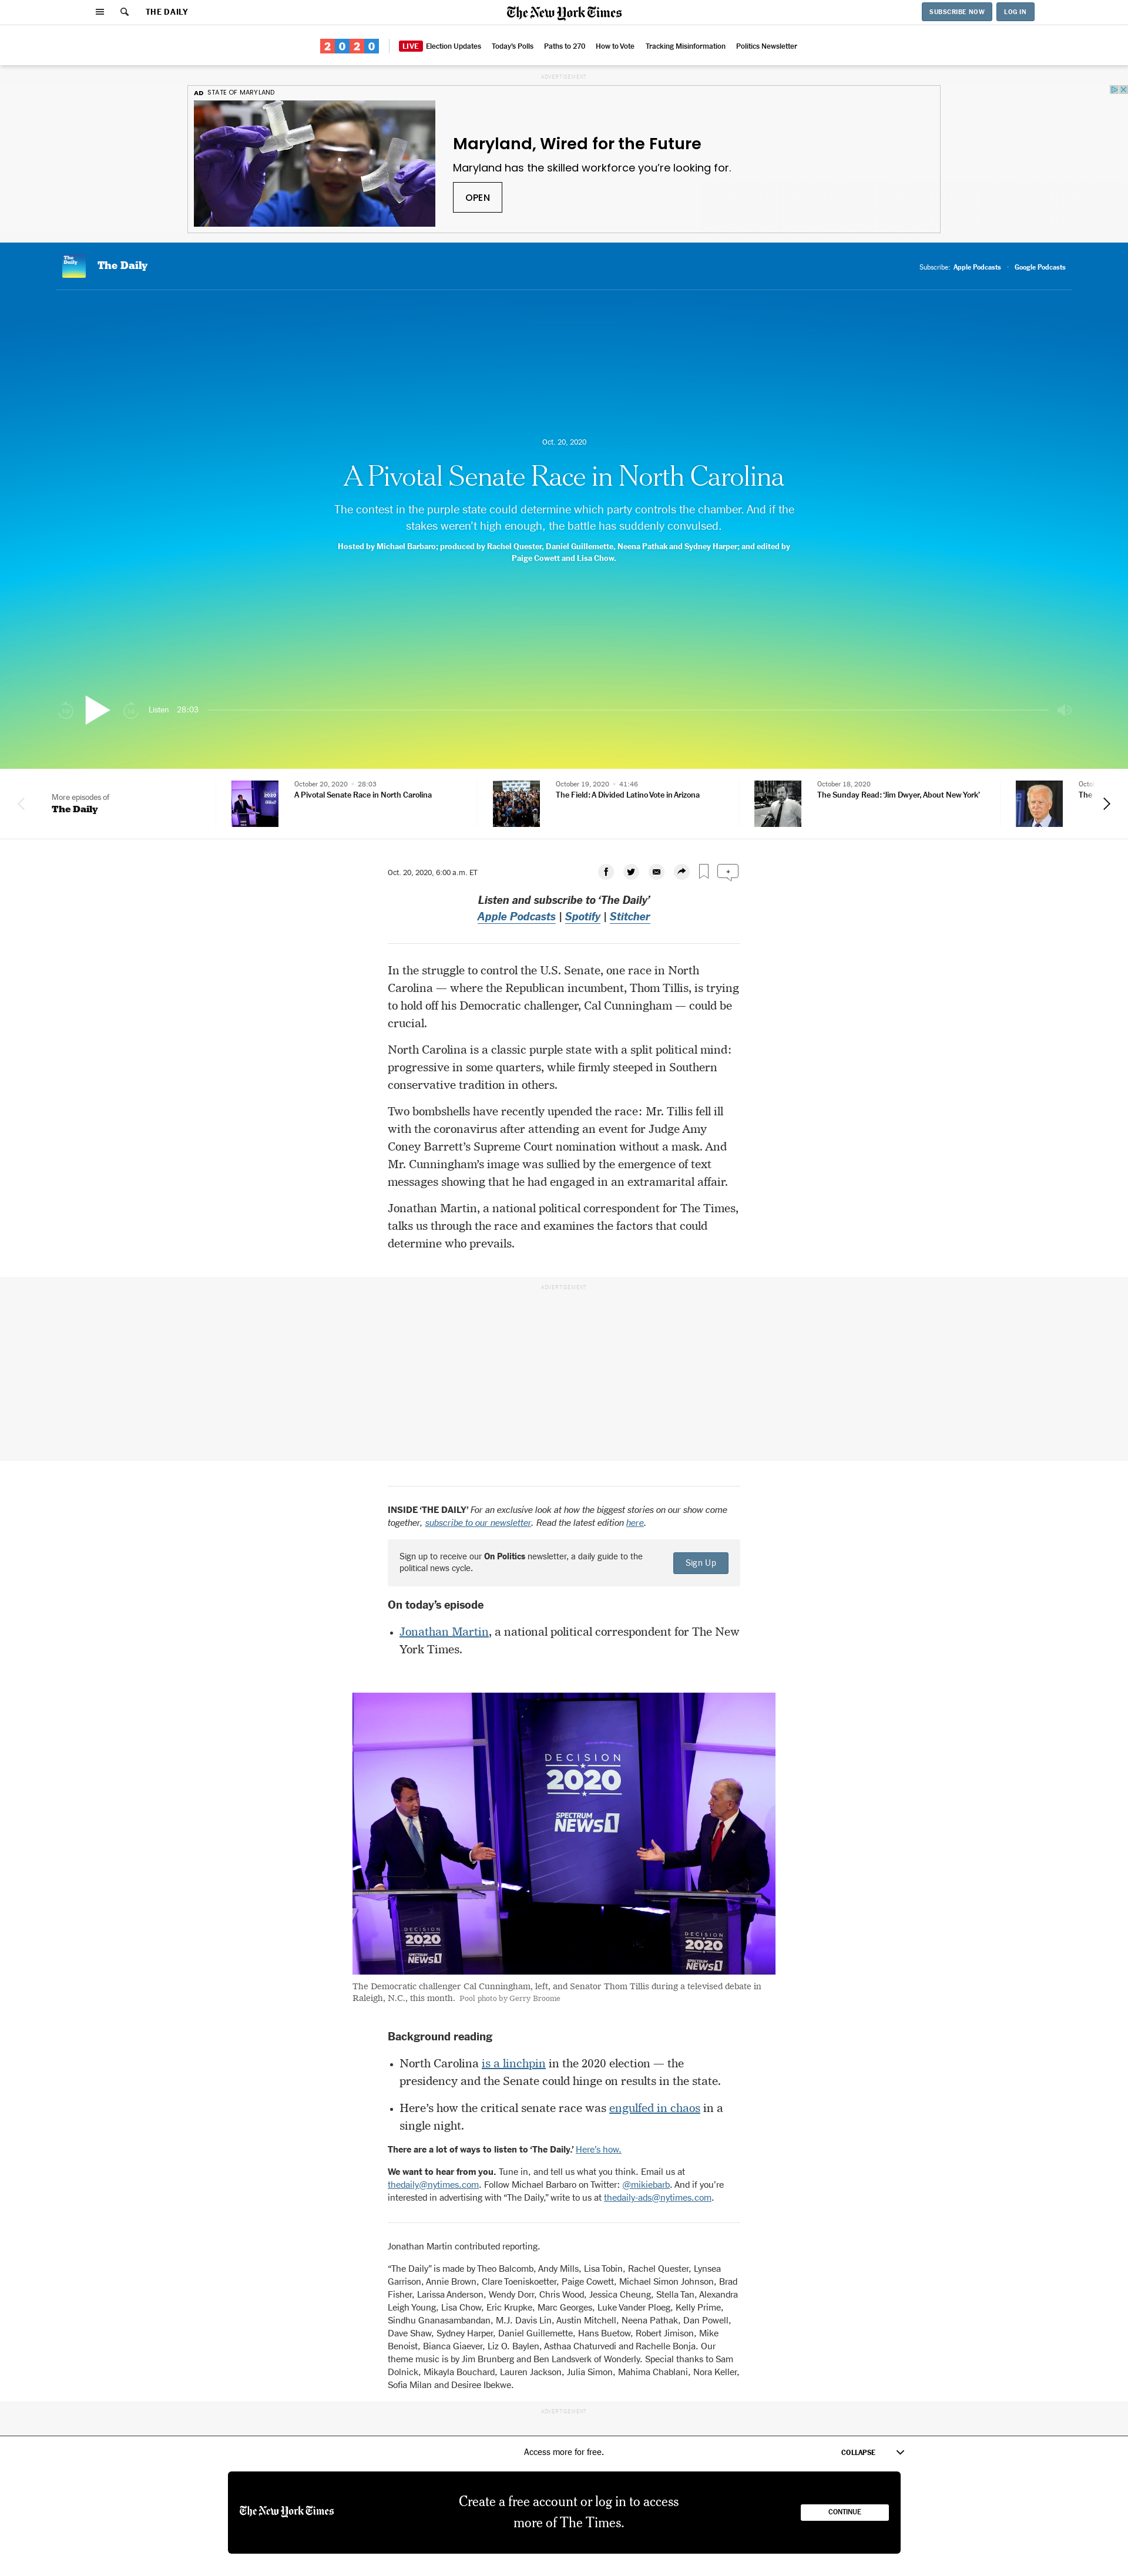 THE DAILY
The New York Times
SUBSCRIBE NOW
LOG IN
2020
LIVE Election Updates
Today's Polls
Paths to 270
How to Vote
Tracking Misinformation
Politics Newsletter
ADVERTISEMENT
AD STATE OF MARYLAND
Maryland, Wired for the Future
Maryland has the skilled workforce you're looking for.
OPEN
The Daily
The Daily
Subscribe: Apple Podcasts
Google Podcasts
Oct. 20, 2020
A Pivotal Senate Race in North Carolina
The contest in the purple state could determine which party controls the chamber. And if the
stakes weren't high enough, the battle has suddenly convulsed.
Hosted by Michael Barbaro; produced by Rachel Quester, Daniel Guillemette, Neena Pathak and Sydney Harper; and edited by
Paige Cowett and Lisa Chow.
Listen 28:03
More episodes of
The Daily
October 20, 2020 • 28:03
A Pivotal Senate Race in North Carolina
October 19, 2020 • 41:46
The Field: A Divided Latino Vote in Arizona
October 18, 2020
The Sunday Read: 'Jim Dwyer, About New York'
The
Oct. 20, 2020, 6:00 a.m. ET
Listen and subscribe to 'The Daily'
Apple Podcasts | Spotify | Stitcher
In the struggle to control the U.S. Senate, one race in North
Carolina — where the Republican incumbent, Thom Tillis, is trying
to hold off his Democratic challenger, Cal Cunningham — could be
crucial.
North Carolina is a classic purple state with a split political mind:
progressive in some quarters, while firmly steeped in Southern
conservative tradition in others.
Two bombshells have recently upended the race: Mr. Tillis fell ill
with the coronavirus after attending an event for Judge Amy
Coney Barrett's Supreme Court nomination without a mask. And
Mr. Cunningham's image was sullied by the emergence of text
messages showing that he had engaged in an extramarital affair.
Jonathan Martin, a national political correspondent for The Times,
talks us through the race and examines the factors that could
determine who prevails.
ADVERTISEMENT
INSIDE 'THE DAILY' For an exclusive look at how the biggest stories on our show come
together, subscribe to our newsletter. Read the latest edition here.
Sign up to receive our On Politics newsletter, a daily guide to the
political news cycle.
Sign Up
On today's episode
• Jonathan Martin, a national political correspondent for The New
York Times.
DECISION
2020
SPECTRUM
NEWS 1
DECISION
2020
SPECTRUM
NEWS 1
DECISION
2020
SPECTRUM
NEWS 1
The Democratic challenger Cal Cunningham, left, and Senator Thom Tillis during a televised debate in
Raleigh, N.C., this month. Pool photo by Gerry Broome
Background reading
• North Carolina is a linchpin in the 2020 election — the
presidency and the Senate could hinge on results in the state.
• Here's how the critical senate race was engulfed in chaos in a
single night.
There are a lot of ways to listen to 'The Daily.' Here's how.
We want to hear from you. Tune in, and tell us what you think. Email us at
thedaily@nytimes.com. Follow Michael Barbaro on Twitter: @mikiebarb. And if you're
interested in advertising with "The Daily," write to us at thedaily-ads@nytimes.com.
Jonathan Martin contributed reporting.
"The Daily" is made by Theo Balcomb, Andy Mills, Lisa Tobin, Rachel Quester, Lynsea
Garrison, Annie Brown, Clare Toeniskoetter, Paige Cowett, Michael Simon Johnson, Brad
Fisher, Larissa Anderson, Wendy Dorr, Chris Wood, Jessica Cheung, Stella Tan, Alexandra
Leigh Young, Lisa Chow, Eric Krupke, Marc Georges, Luke Vander Ploeg, Kelly Prime,
Sindhu Gnanasambandan, M.J. Davis Lin, Austin Mitchell, Neena Pathak, Dan Powell,
Dave Shaw, Sydney Harper, Daniel Guillemette, Hans Buetow, Robert Jimison, Mike
Benoist, Bianca Giaever, Liz O. Baylen, Asthaa Chaturvedi and Rachelle Bonja. Our
theme music is by Jim Brunberg and Ben Landsverk of Wonderly. Special thanks to Sam
Dolnick, Mikayla Bouchard, Lauren Jackson, Julia Simon, Mahima Chablani, Nora Keller,
Sofia Milan and Desiree Ibekwe.
ADVERTISEMENT
Access more for free.
COLLAPSE
The New York Times
Create a free account or log in to access
more of The Times.
CONTINUE